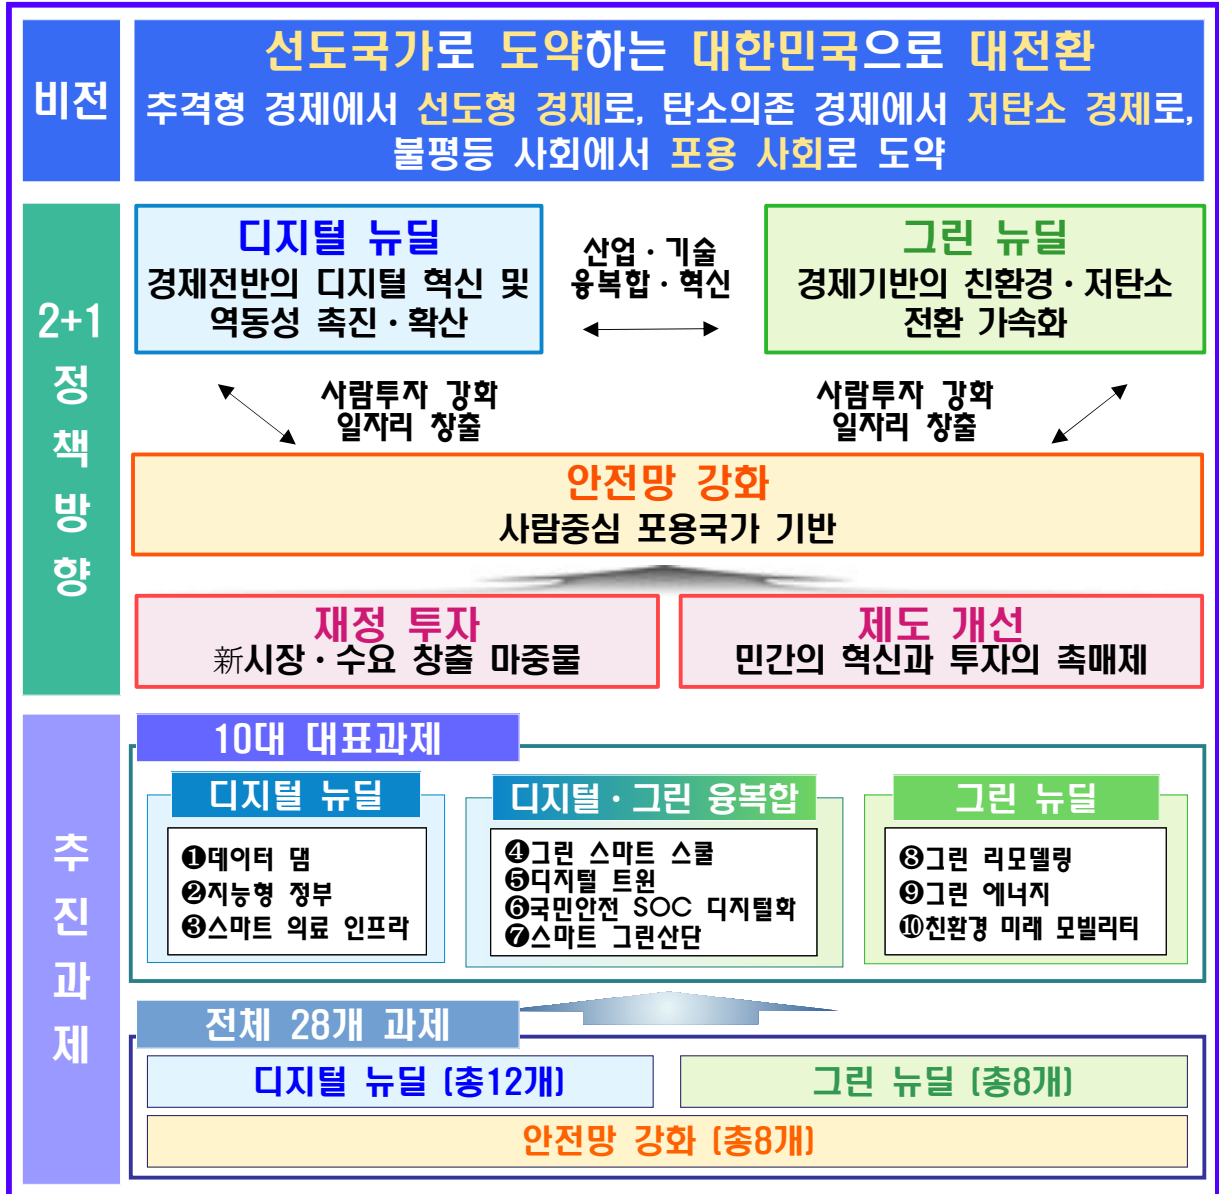 비전
선도국가로 도약하는 대한민국으로 대전환
추격형 경제에서 선도형 경제로, 탄소의존 경제에서 저탄소 경제로,
불평등 사회에서 포용 사회로 도약
2+1
정
책
방
향
디지털 뉴딜
경제전반의 디지털 혁신 및
역동성 촉진·확산
산업·기술
융복합·혁신
그린 뉴딜
경제기반의 친환경·저탄소
전환 가속화
사람투자 강화
일자리 창출
사람투자 강화
일자리 창출
안전망 강화
사람중심 포용국가 기반
재정 투자
新시장·수요 창출 마중물
제도 개선
민간의 혁신과 투자의 촉매제
추
진
과
제
10대 대표과제
디지털 뉴딜
❶데이터 댐
❷지능형 정부
❸스마트 의료 인프라
디지털·그린 융복합
❹그린 스마트 스쿨
❺디지털 트윈
❻국민안전 SOC 디지털화
❼스마트 그린산단
그린 뉴딜
❽그린 리모델링
❾그린 에너지
❿친환경 미래 모빌리티
전체 28개 과제
디지털 뉴딜 (총12개)
그린 뉴딜 (총8개)
안전망 강화 (총8개)